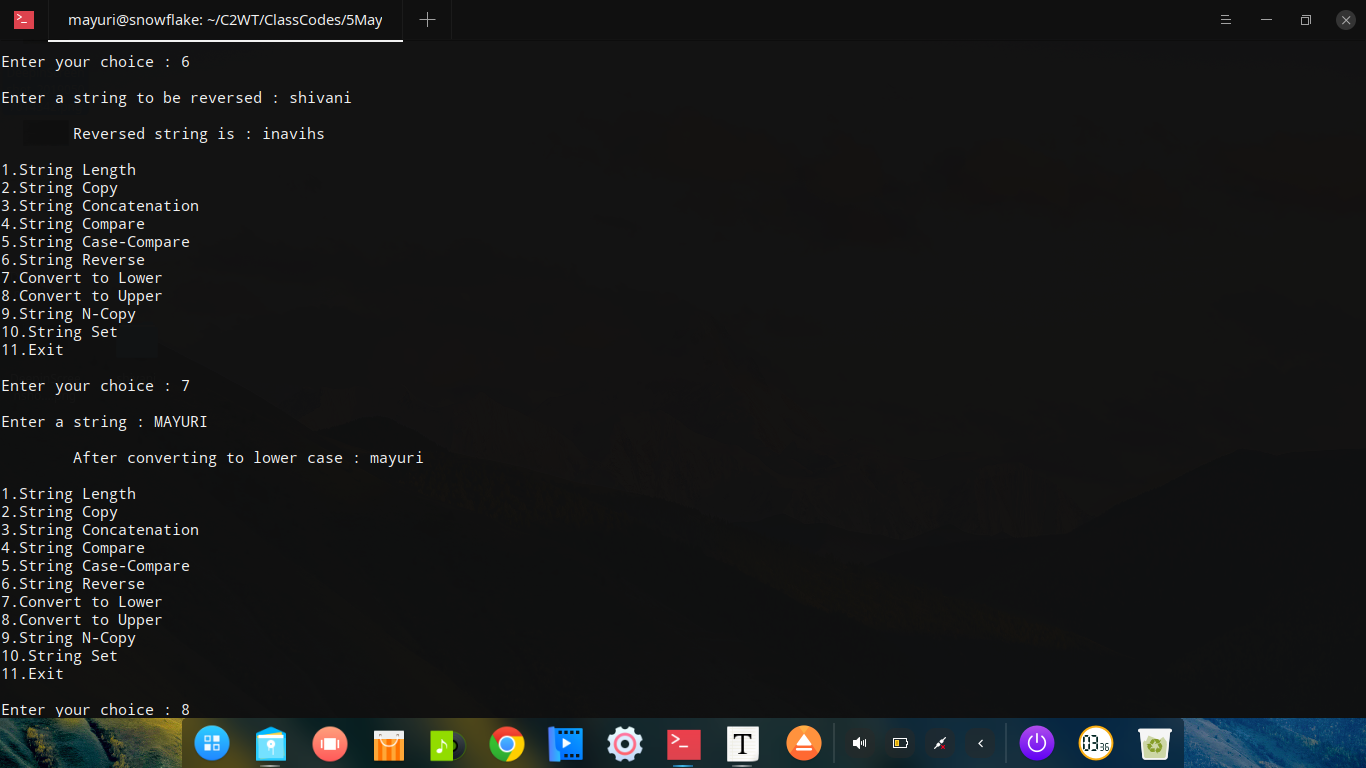 mayuri@snowflake: ~/C2WT/ClassCodes/5May
Enter your choice : 6
Enter a string to be reversed : shivani
Reversed string is : inavihs
1.String Length
2.String Copy
3.String Concatenation
4.String Compare
5.String Case-Compare
6.String Reverse
7.Convert to Lower
8.Convert to Upper
9.String N-Copy
10.String Set
11.Exit
Enter your choice : 7
Enter a string : MAYURI
After converting to lower case : mayuri
1.String Length
2.String Copy
3.String Concatenation
4.String Compare
5.String Case-Compare
6.String Reverse
7.Convert to Lower
8.Convert to Upper
9.String N-Copy
10.String Set
11.Exit
Enter your choice : 8
T
03 36